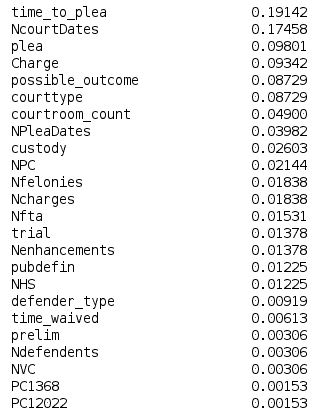 time_to_plea 0.19142
NcourtDates 0.17458
plea 0.09801
Charge 0.09342
possible_outcome 0.08729
courttype 0.08729
courtroom_count 0.04900
NPleaDates 0.03982
custody 0.02603
NPC 0.02144
Nfelonies 0.01838
Ncharges 0.01838
Nfta 0.01531
trial 0.01378
Nenhancements 0.01378
pubdefin 0.01225
NHS 0.01225
defender_type 0.00919
time_waived 0.00613
prelim 0.00306
Ndefendents 0.00306
NVC 0.00306
PC1368 0.00153
PC12022 0.00153